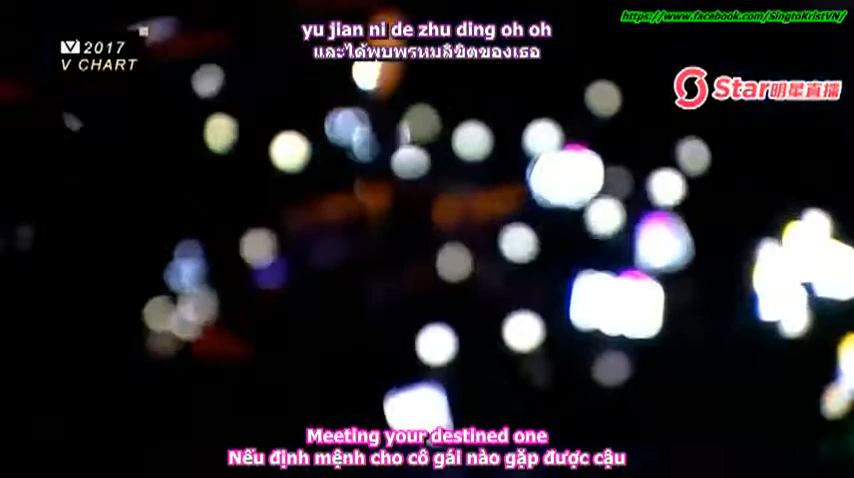 yu jian ni de zhu ding oh oh
และได้พบพรหมลิขิตของเธอ
https://www.facebook.com/SingtoKristVN/
V 2017
V CHART
Star明星直播
Meeting your destined one
Nếu định mệnh cho cô gái nào gặp được cậu